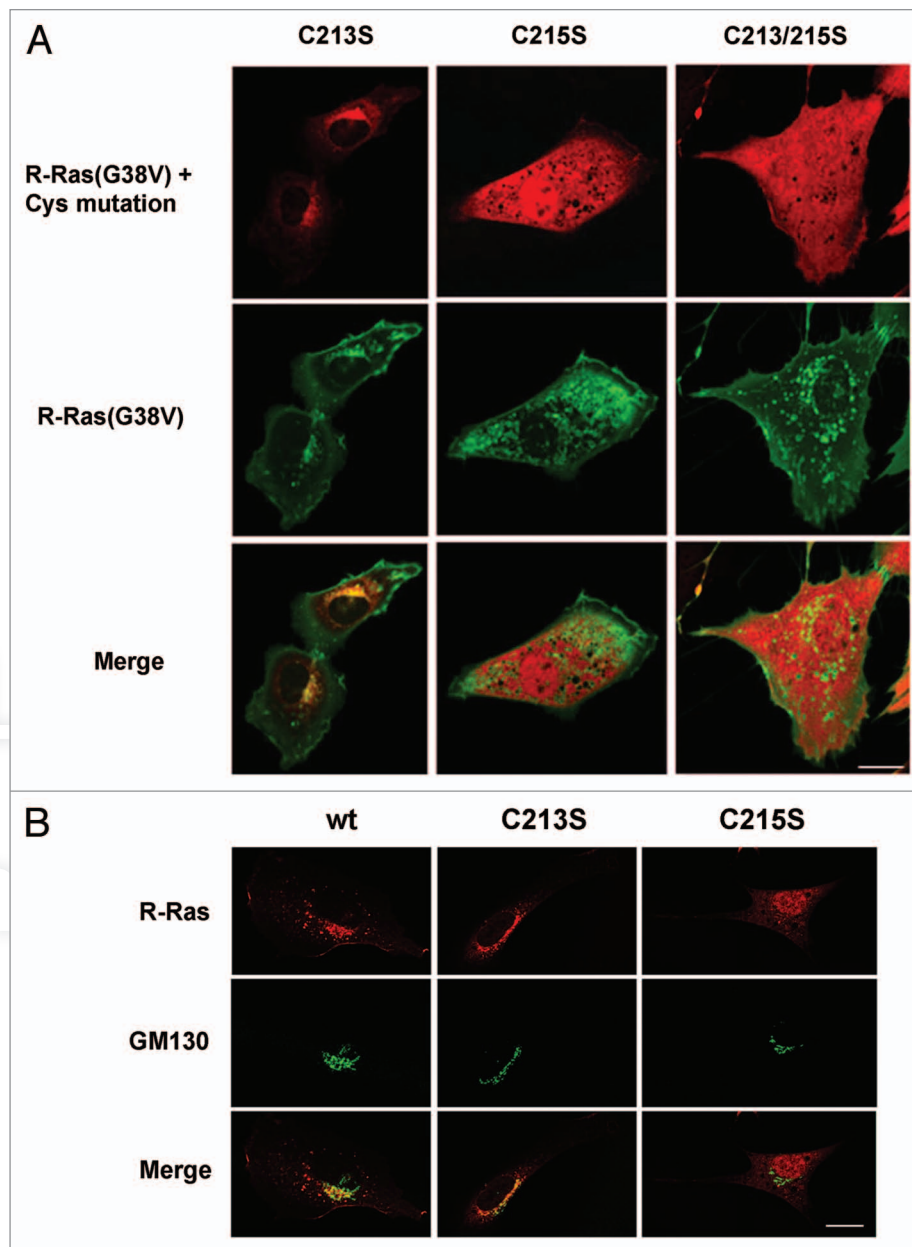 A
C213S C215S C213/215S
R-Ras(G38V) +
Cys mutation
R-Ras(G38V)
Merge
B
wt C213S C215S
R-Ras
GM130
Merge